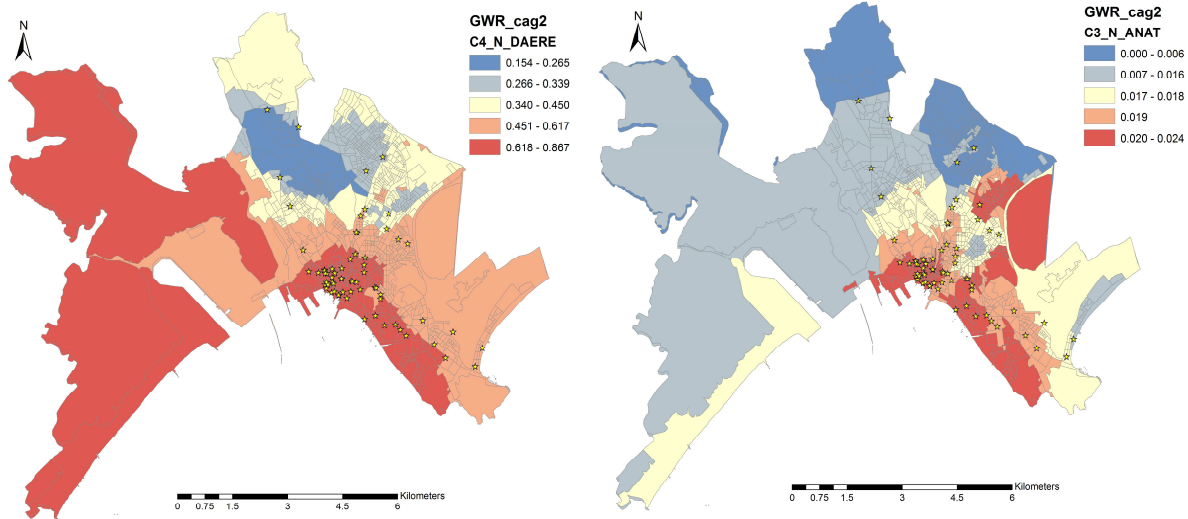 N
GWR_cag2
C4_N_DAERE
0.154 - 0.265
0.266 - 0.339
0.340 - 0.450
0.451 - 0.617
0.618 - 0.867
Kilometers
0 0.75 1.5 3 4.5 6
N
GWR_cag2
C3_N_ANAT
0.000 - 0.006
0.007 - 0.016
0.017 - 0.018
0.019
0.020 - 0.024
Kilometers
0 0.75 1.5 3 4.5 6